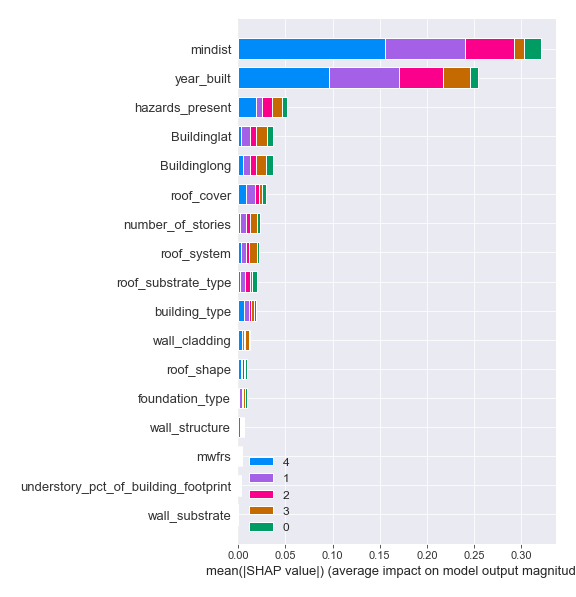 mindist
year_built
hazards_present
Buildinglat
Buildinglong
roof_cover
number_of_stories
roof_system
roof_substrate_type
building_type
wall_cladding
roof_shape
foundation_type
wall_structure
mwfrs
understory_pct_of_building_footprint
wall_substrate
4
1
2
3
0
0.00 0.05 0.10 0.15 0.20 0.25 0.30
mean(|SHAP value|) (average impact on model output magnitud